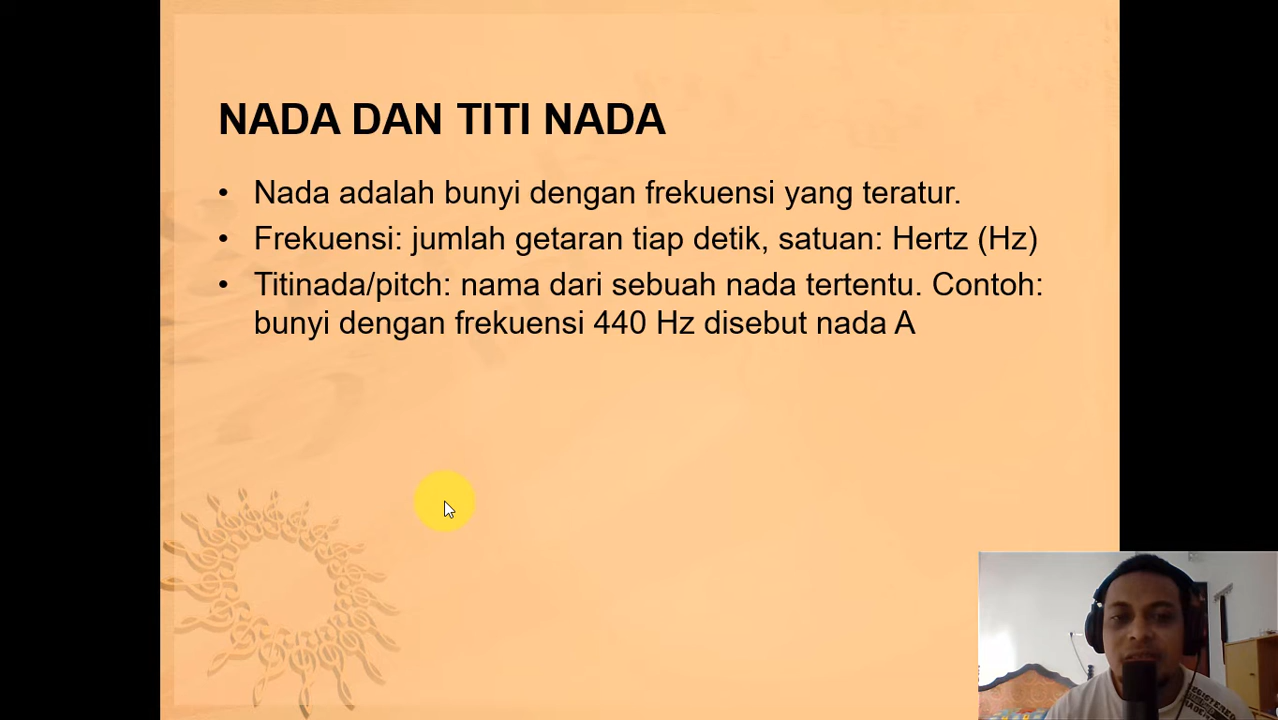 NADA DAN TITI NADA
• Nada adalah bunyi dengan frekuensi yang teratur.
• Frekuensi: jumlah getaran tiap detik, satuan: Hertz (Hz)
• Titinada/pitch: nama dari sebuah nada tertentu. Contoh:
bunyi dengan frekuensi 440 Hz disebut nada A
REGISTERED